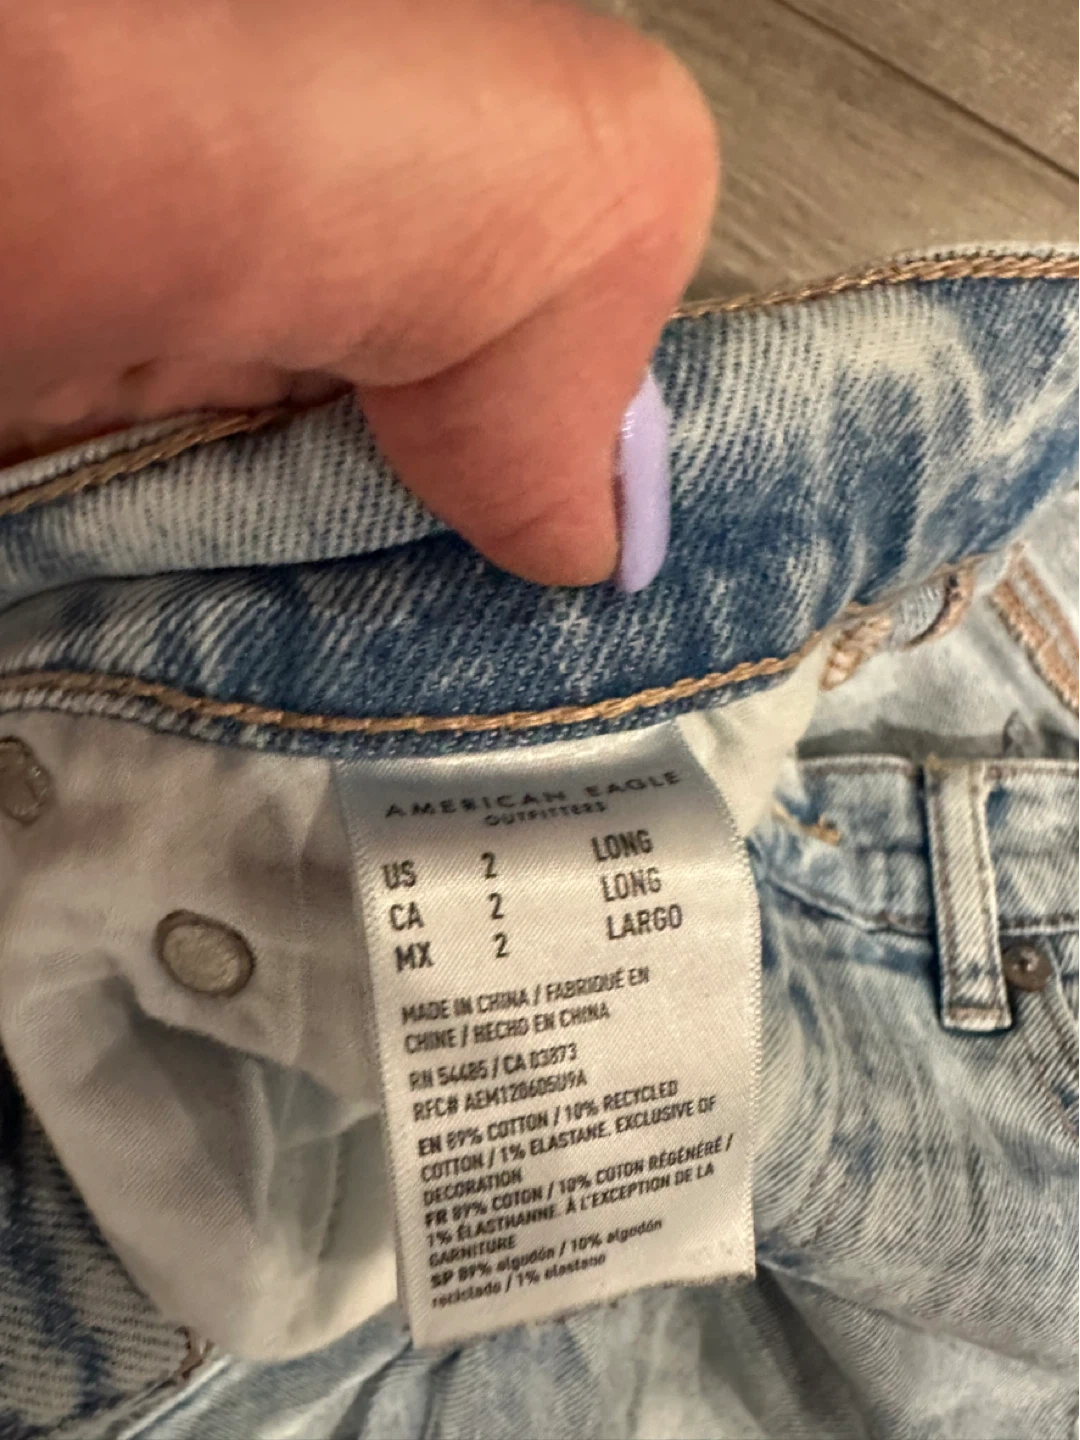 AMERICAN EAGLE
OUTFITTERS
US 2 LONG
CA 2 LONG
MX 2 LARGO
MADE IN CHINA / FABRIQUÉ EN
CHINE / HECHO EN CHINA
RN 54485 / CA 03873
RFC# AEM120605U9A
EN 89% COTTON / 10% RECYCLED
COTTON / 1% ELASTANE. EXCLUSIVE OF
DECORATION
FR 89% COTON / 10% COTON RÉGÉNÉRÉ /
1% ÉLASTHANNE. À L'EXCEPTION DE LA
GARNITURE
SP 89% algodón / 10% algodón
reciclado / 1% elastano